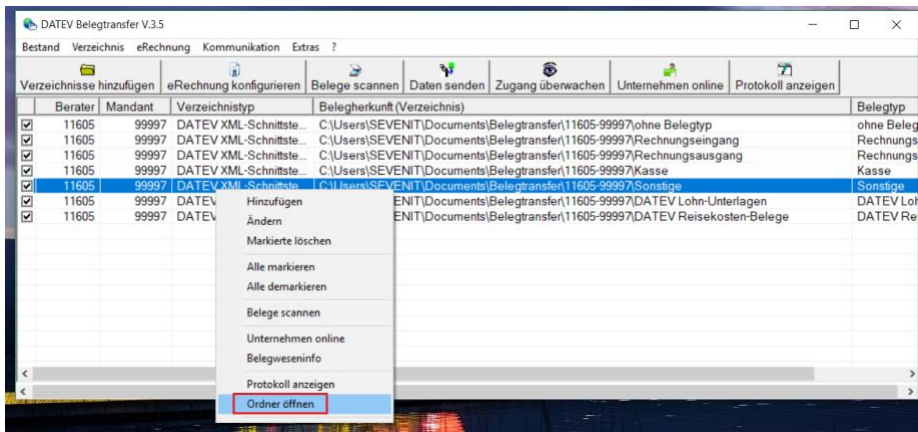 DATEV Belegtransfer V.3.5
Bestand Verzeichnis eRechnung Kommunikation Extras ?
Verzeichnisse hinzufügen eRechnung konfigurieren Belege scannen Daten senden Zugang überwachen Unternehmen online Protokoll anzeigen
Berater Mandant Verzeichnistyp Belegherkunft (Verzeichnis) Belegtyp
11605 99997 DATEV XML-Schnittste... C:\Users\SEVENIT\Documents\Belegtransfer\11605-99997\ohne Belegtyp ohne Beleg
11605 99997 DATEV XML-Schnittste... C:\Users\SEVENIT\Documents\Belegtransfer\11605-99997\Rechnungseingang Rechnungs
11605 99997 DATEV XML-Schnittste... C:\Users\SEVENIT\Documents\Belegtransfer\11605-99997\Rechnungsausgang Rechnungs
11605 99997 DATEV XML-Schnittste... C:\Users\SEVENIT\Documents\Belegtransfer\11605-99997\Kasse Kasse
11605 99997 DATEV XML-Schnittste... C:\Users\SEVENIT\Documents\Belegtransfer\11605-99997\Sonstige Sonstige
11605 99997 DATEV ENIT\Documents\Belegtransfer\11605-99997\DATEV Lohn-Unterlagen DATEV Loh
11605 99997 DATEV ENIT\Documents\Belegtransfer\11605-99997\DATEV Reisekosten-Belege DATEV Re
Hinzufügen
Ändern
Markierte löschen
Alle markieren
Alle demarkieren
Belege scannen
Unternehmen online
Belegweseninfo
Protokoll anzeigen
Ordner öffnen